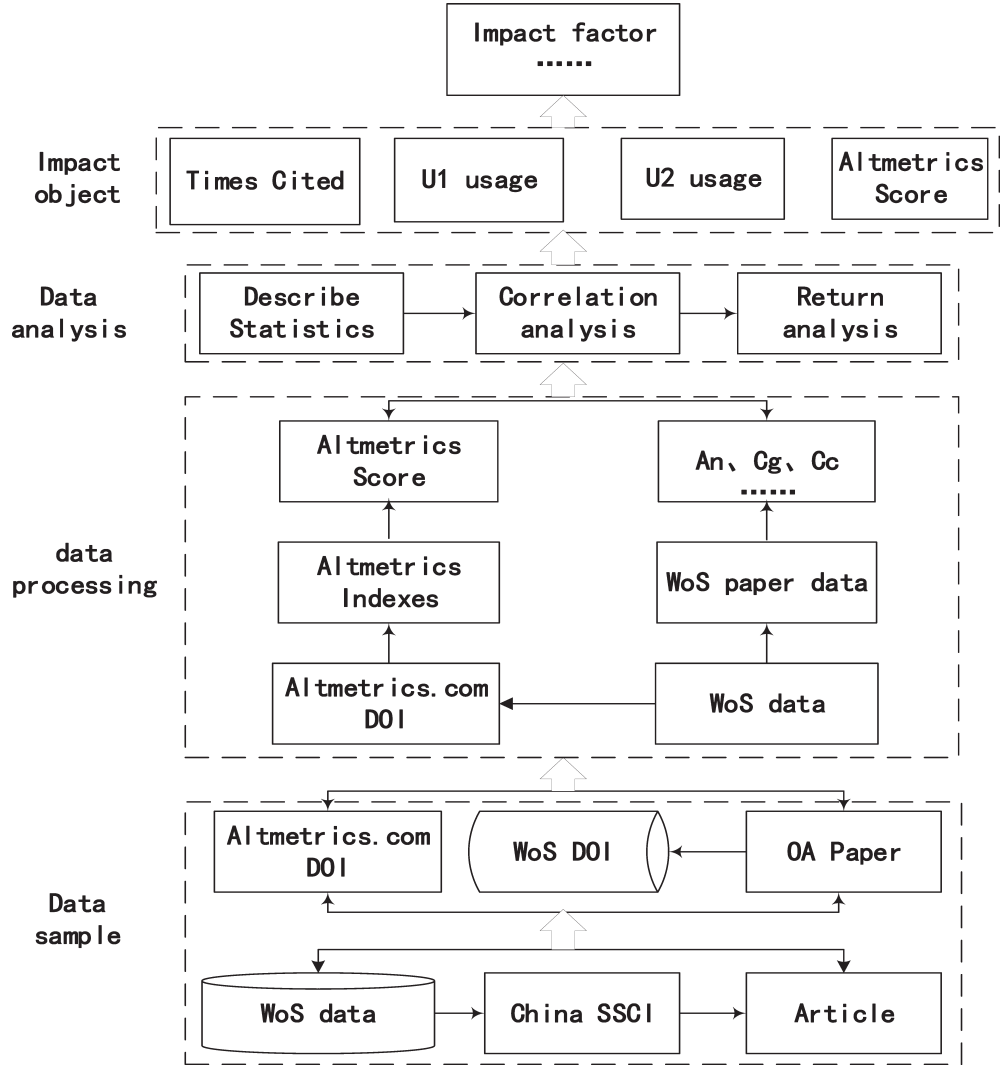 Impact factor
······
Impact
object
Times Cited
U1 usage
U2 usage
Altmetrics
Score
Data
analysis
Describe
Statistics
Correlation
analysis
Return
analysis
data
processing
Altmetrics
Score
An、Cg、Cc
······
Altmetrics
Indexes
WoS paper data
Altmetrics.com
DOI
WoS data
Data
sample
Altmetrics.com
DOI
WoS DOI
OA Paper
WoS data
China SSCI
Article